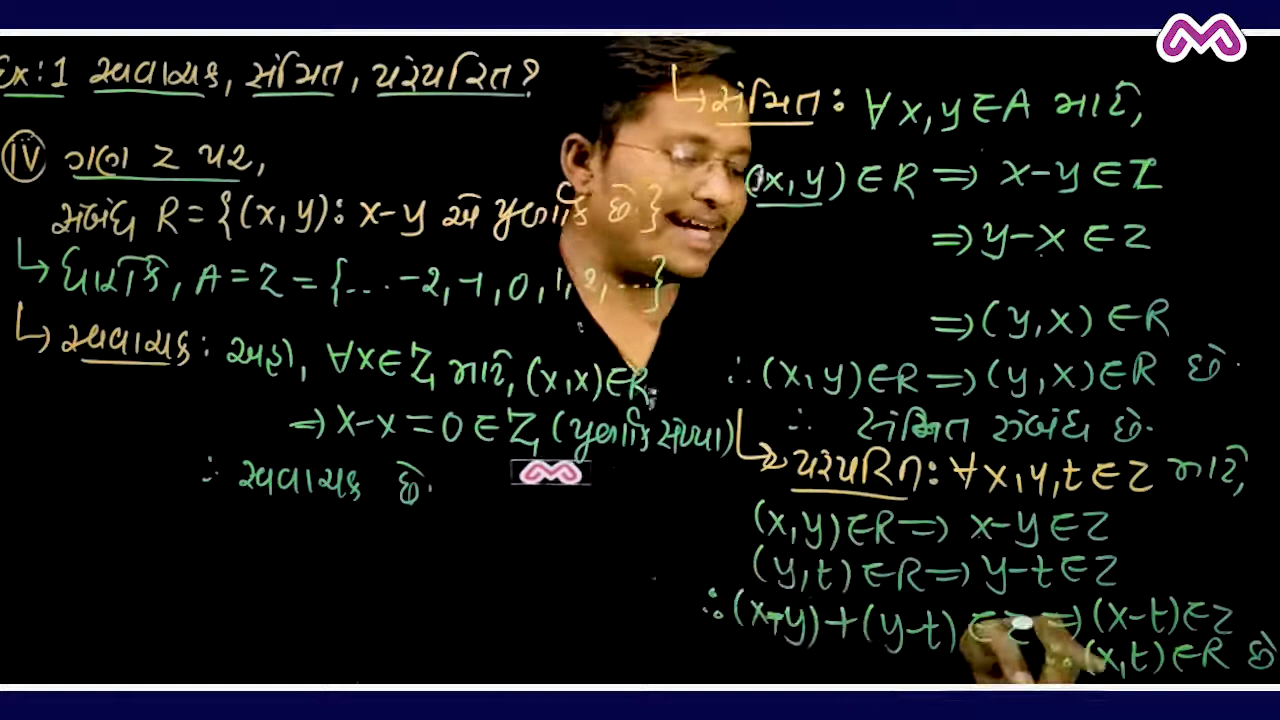 Ex:1 સ્વવાચક, સંમિત, પરંપરિત?
(iv) ગણ Z પર,
સંબંધ R = {(x,y): x-y એ પૂર્ણાંક છે}
ધારોકે, A = Z = {... -2, -1, 0, 1, 2, ...}
સ્વવાચક: અહીં, ∀x∈Z માટે, (x,x)∈R
⇒ x-x = 0 ∈ Z (પૂર્ણાંક સંખ્યા)
∴ સ્વવાચક છે.
સંમિત: ∀x,y∈A માટે,
(x,y)∈R ⇒ x-y∈Z
⇒ y-x∈Z
⇒ (y,x)∈R
∴ (x,y)∈R ⇒ (y,x)∈R છે.
∴ સંમિત સંબંધ છે.
પરંપરિત: ∀x,y,t∈Z માટે,
(x,y)∈R ⇒ x-y∈Z
(y,t)∈R ⇒ y-t∈Z
∴ (x-y)+(y-t)∈Z ⇒ (x-t)∈Z
∴ (x,t)∈R છે